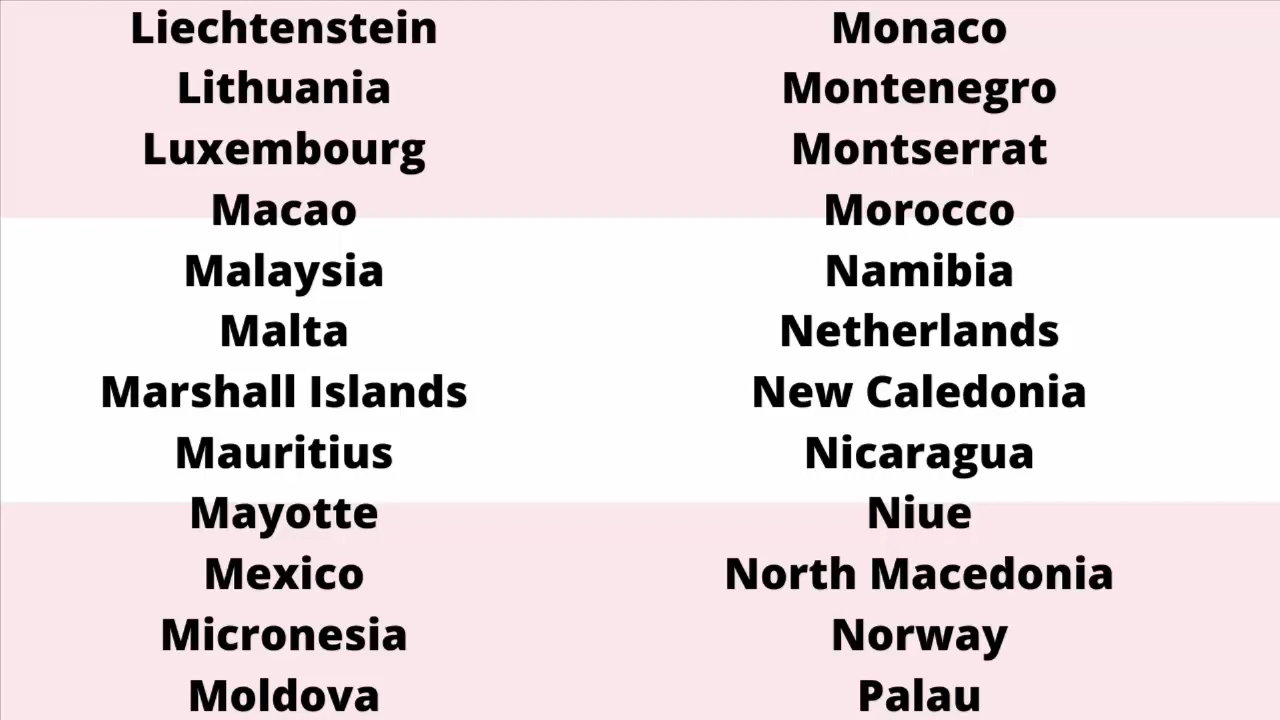 Liechtenstein
Lithuania
Luxembourg
Macao
Malaysia
Malta
Marshall Islands
Mauritius
Mayotte
Mexico
Micronesia
Moldova
Monaco
Montenegro
Montserrat
Morocco
Namibia
Netherlands
New Caledonia
Nicaragua
Niue
North Macedonia
Norway
Palau